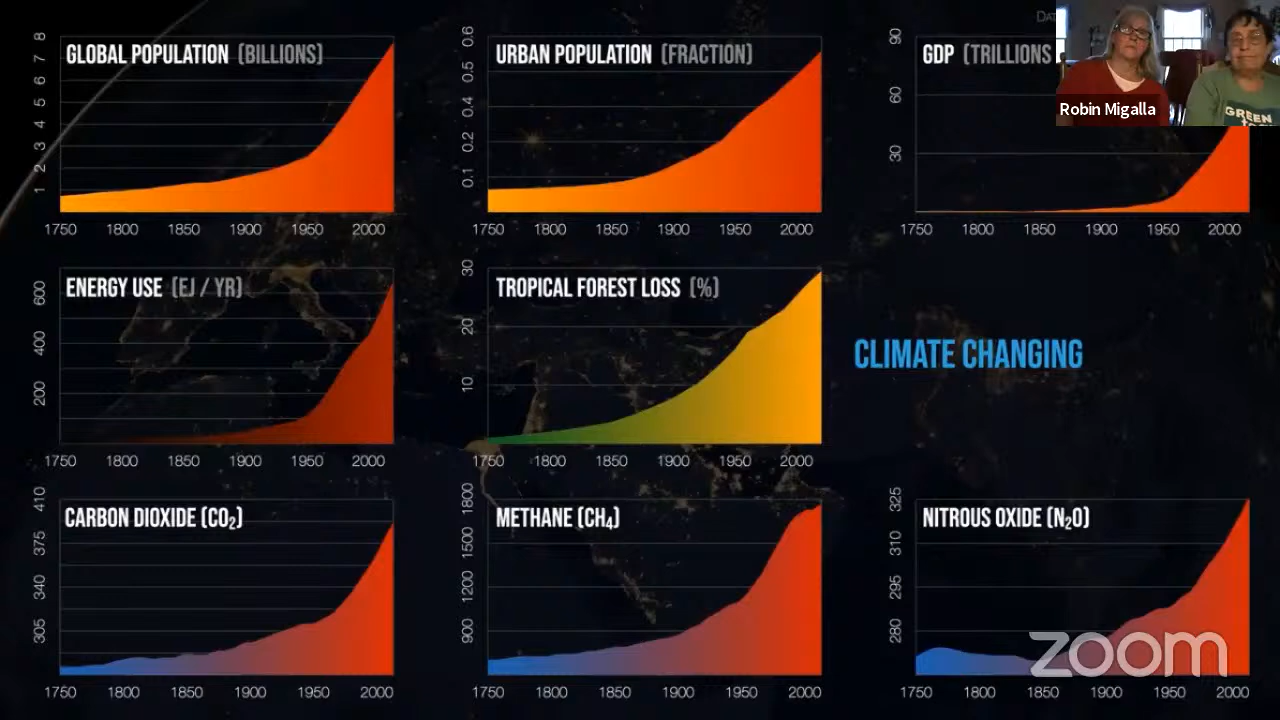 DAT
8
7
6
5
4
3
2
1
GLOBAL POPULATION (BILLIONS)
1750 1800 1850 1900 1950 2000
0.6
0.5
0.4
0.2
0.1
URBAN POPULATION (FRACTION)
1750 1800 1850 1900 1950 2000
90
60
30
GDP (TRILLIONS
1750 1800 1850 1900 1950 2000
Robin Migalla
GREEN
600
400
200
ENERGY USE (EJ / YR)
1750 1800 1850 1900 1950 2000
30
20
10
TROPICAL FOREST LOSS (%)
1750 1800 1850 1900 1950 2000
CLIMATE CHANGING
410
375
340
305
CARBON DIOXIDE (CO₂)
1750 1800 1850 1900 1950 2000
1800
1500
1200
900
METHANE (CH₄)
1750 1800 1850 1900 1950 2000
325
310
295
280
NITROUS OXIDE (N₂O)
1750 1800 1850 1900 1950 2000
zoom